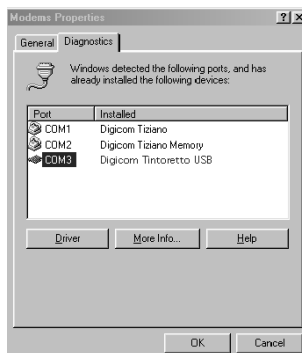 Modems Properties
General Diagnostics
Windows detected the following ports, and has
already installed the following devices:
Port Installed
COM1 Digicom Tiziano
COM2 Digicom Tiziano Memory
COM3 Digicom Tintoretto USB
Driver More Info... Help
OK Cancel